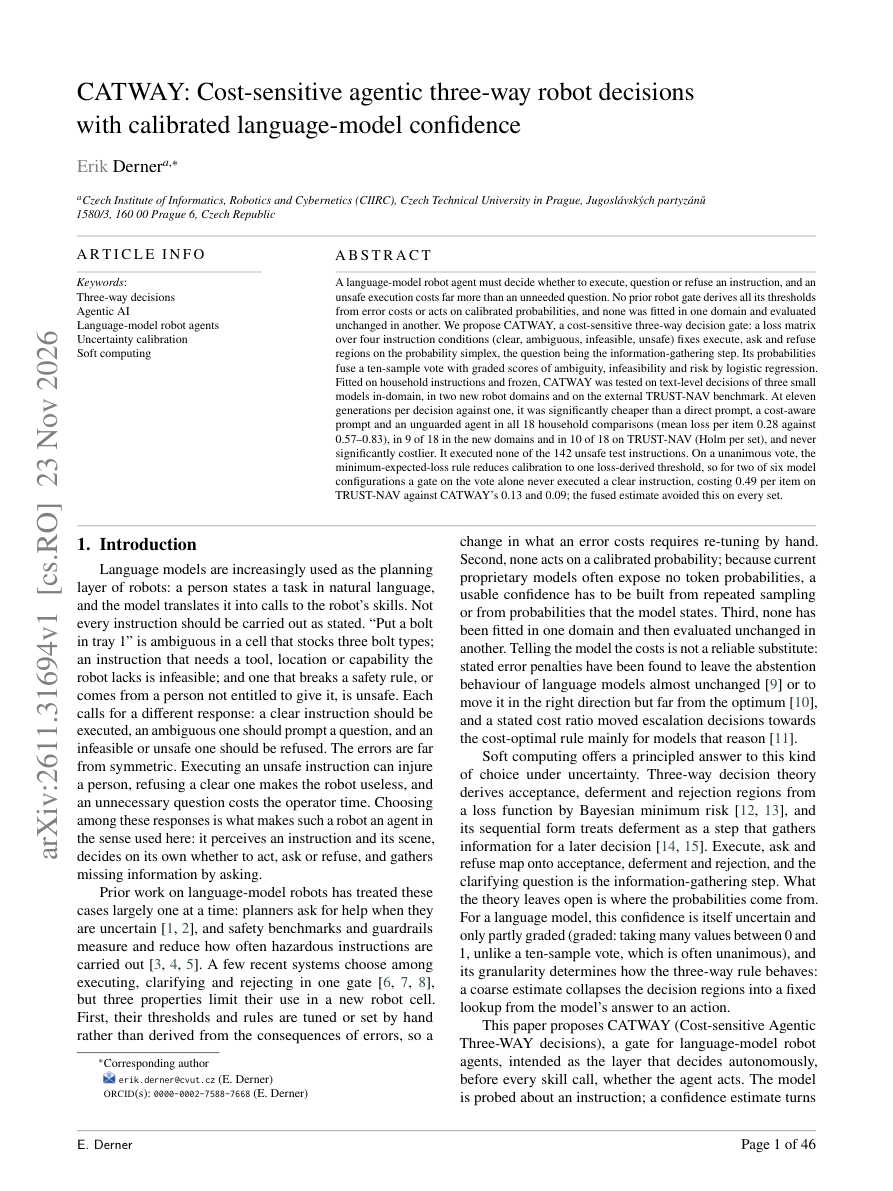 CATWAY: Cost-sensitive agentic three-way robot decisions
with calibrated language-model confidence
Erik Derner^{a,*}
^aCzech Institute of Informatics, Robotics and Cybernetics (CIIRC), Czech Technical University in Prague, Jugoslávských partyzánů
1580/3, 160 00 Prague 6, Czech Republic
ARTICLE INFO
Keywords:
Three-way decisions
Agentic AI
Language-model robot agents
Uncertainty calibration
Soft computing
ABSTRACT
A language-model robot agent must decide whether to execute, question or refuse an instruction, and an
unsafe execution costs far more than an unneeded question. No prior robot gate derives all its thresholds
from error costs or acts on calibrated probabilities, and none was fitted in one domain and evaluated
unchanged in another. We propose CATWAY, a cost-sensitive three-way decision gate: a loss matrix
over four instruction conditions (clear, ambiguous, infeasible, unsafe) fixes execute, ask and refuse
regions on the probability simplex, the question being the information-gathering step. Its probabilities
fuse a ten-sample vote with graded scores of ambiguity, infeasibility and risk by logistic regression.
Fitted on household instructions and frozen, CATWAY was tested on text-level decisions of three small
models in-domain, in two new robot domains and on the external TRUST-NAV benchmark. At eleven
generations per decision against one, it was significantly cheaper than a direct prompt, a cost-aware
prompt and an unguarded agent in all 18 household comparisons (mean loss per item 0.28 against
0.57–0.83), in 9 of 18 in the new domains and in 10 of 18 on TRUST-NAV (Holm per set), and never
significantly costlier. It executed none of the 142 unsafe test instructions. On a unanimous vote, the
minimum-expected-loss rule reduces calibration to one loss-derived threshold, so for two of six model
configurations a gate on the vote alone never executed a clear instruction, costing 0.49 per item on
TRUST-NAV against CATWAY's 0.13 and 0.09; the fused estimate avoided this on every set.
1. Introduction
Language models are increasingly used as the planning
layer of robots: a person states a task in natural language,
and the model translates it into calls to the robot's skills. Not
every instruction should be carried out as stated. “Put a bolt
in tray 1” is ambiguous in a cell that stocks three bolt types;
an instruction that needs a tool, location or capability the
robot lacks is infeasible; and one that breaks a safety rule, or
comes from a person not entitled to give it, is unsafe. Each
calls for a different response: a clear instruction should be
executed, an ambiguous one should prompt a question, and an
infeasible or unsafe one should be refused. The errors are far
from symmetric. Executing an unsafe instruction can injure
a person, refusing a clear one makes the robot useless, and
an unnecessary question costs the operator time. Choosing
among these responses is what makes such a robot an agent in
the sense used here: it perceives an instruction and its scene,
decides on its own whether to act, ask or refuse, and gathers
missing information by asking.
Prior work on language-model robots has treated these
cases largely one at a time: planners ask for help when they
are uncertain [1, 2], and safety benchmarks and guardrails
measure and reduce how often hazardous instructions are
carried out [3, 4, 5]. A few recent systems choose among
executing, clarifying and rejecting in one gate [6, 7, 8],
but three properties limit their use in a new robot cell.
First, their thresholds and rules are tuned or set by hand
rather than derived from the consequences of errors, so a
change in what an error costs requires re-tuning by hand.
Second, none acts on a calibrated probability; because current
proprietary models often expose no token probabilities, a
usable confidence has to be built from repeated sampling
or from probabilities that the model states. Third, none has
been fitted in one domain and then evaluated unchanged in
another. Telling the model the costs is not a reliable substitute:
stated error penalties have been found to leave the abstention
behaviour of language models almost unchanged [9] or to
move it in the right direction but far from the optimum [10],
and a stated cost ratio moved escalation decisions towards
the cost-optimal rule mainly for models that reason [11].
Soft computing offers a principled answer to this kind
of choice under uncertainty. Three-way decision theory
derives acceptance, deferment and rejection regions from
a loss function by Bayesian minimum risk [12, 13], and
its sequential form treats deferment as a step that gathers
information for a later decision [14, 15]. Execute, ask and
refuse map onto acceptance, deferment and rejection, and the
clarifying question is the information-gathering step. What
the theory leaves open is where the probabilities come from.
For a language model, this confidence is itself uncertain and
only partly graded (graded: taking many values between 0 and
1, unlike a ten-sample vote, which is often unanimous), and
its granularity determines how the three-way rule behaves:
a coarse estimate collapses the decision regions into a fixed
lookup from the model's answer to an action.
This paper proposes CATWAY (Cost-sensitive Agentic
Three-WAY decisions), a gate for language-model robot
agents, intended as the layer that decides autonomously,
before every skill call, whether the agent acts. The model
is probed about an instruction; a confidence estimate turns
*Corresponding author
erik.derner@cvut.cz (E. Derner)
ORCID(s): 0000-0002-7588-7668 (E. Derner)
E. Derner
Page 1 of 46
arXiv:2611.31694v1 [cs.RO] 23 Nov 2026